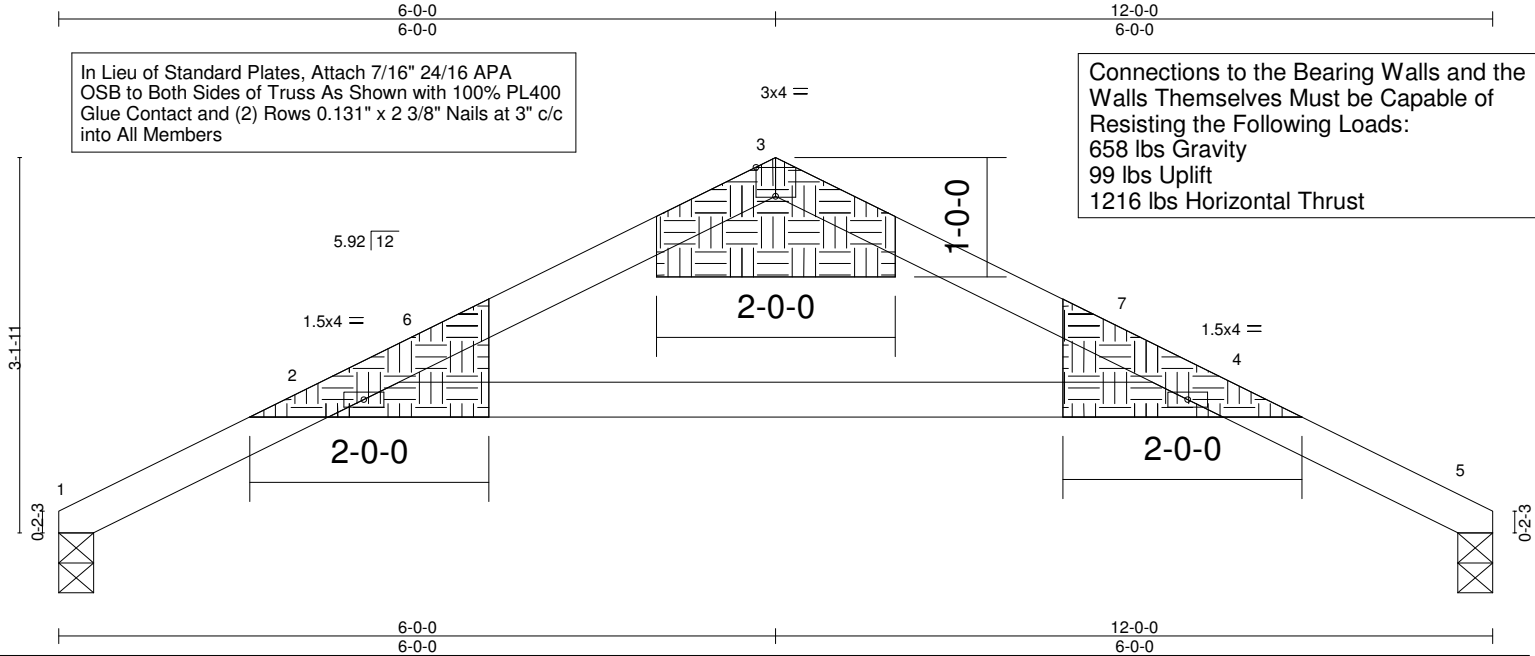 6-0-0
12-0-0
6-0-0
6-0-0
In Lieu of Standard Plates, Attach 7/16" 24/16 APA
OSB to Both Sides of Truss As Shown with 100% PL400
Glue Contact and (2) Rows 0.131" x 2 3/8" Nails at 3" c/c
into All Members
Connections to the Bearing Walls and the
Walls Themselves Must be Capable of
Resisting the Following Loads:
658 lbs Gravity
99 lbs Uplift
1216 lbs Horizontal Thrust
3x4 =
3
1-0-0
5.92 12
2-0-0
1.5x4 =
6
7
1.5x4 =
3-1-11
2
4
2-0-0
2-0-0
1
5
0-2-3
0-2-3
6-0-0
12-0-0
6-0-0
6-0-0